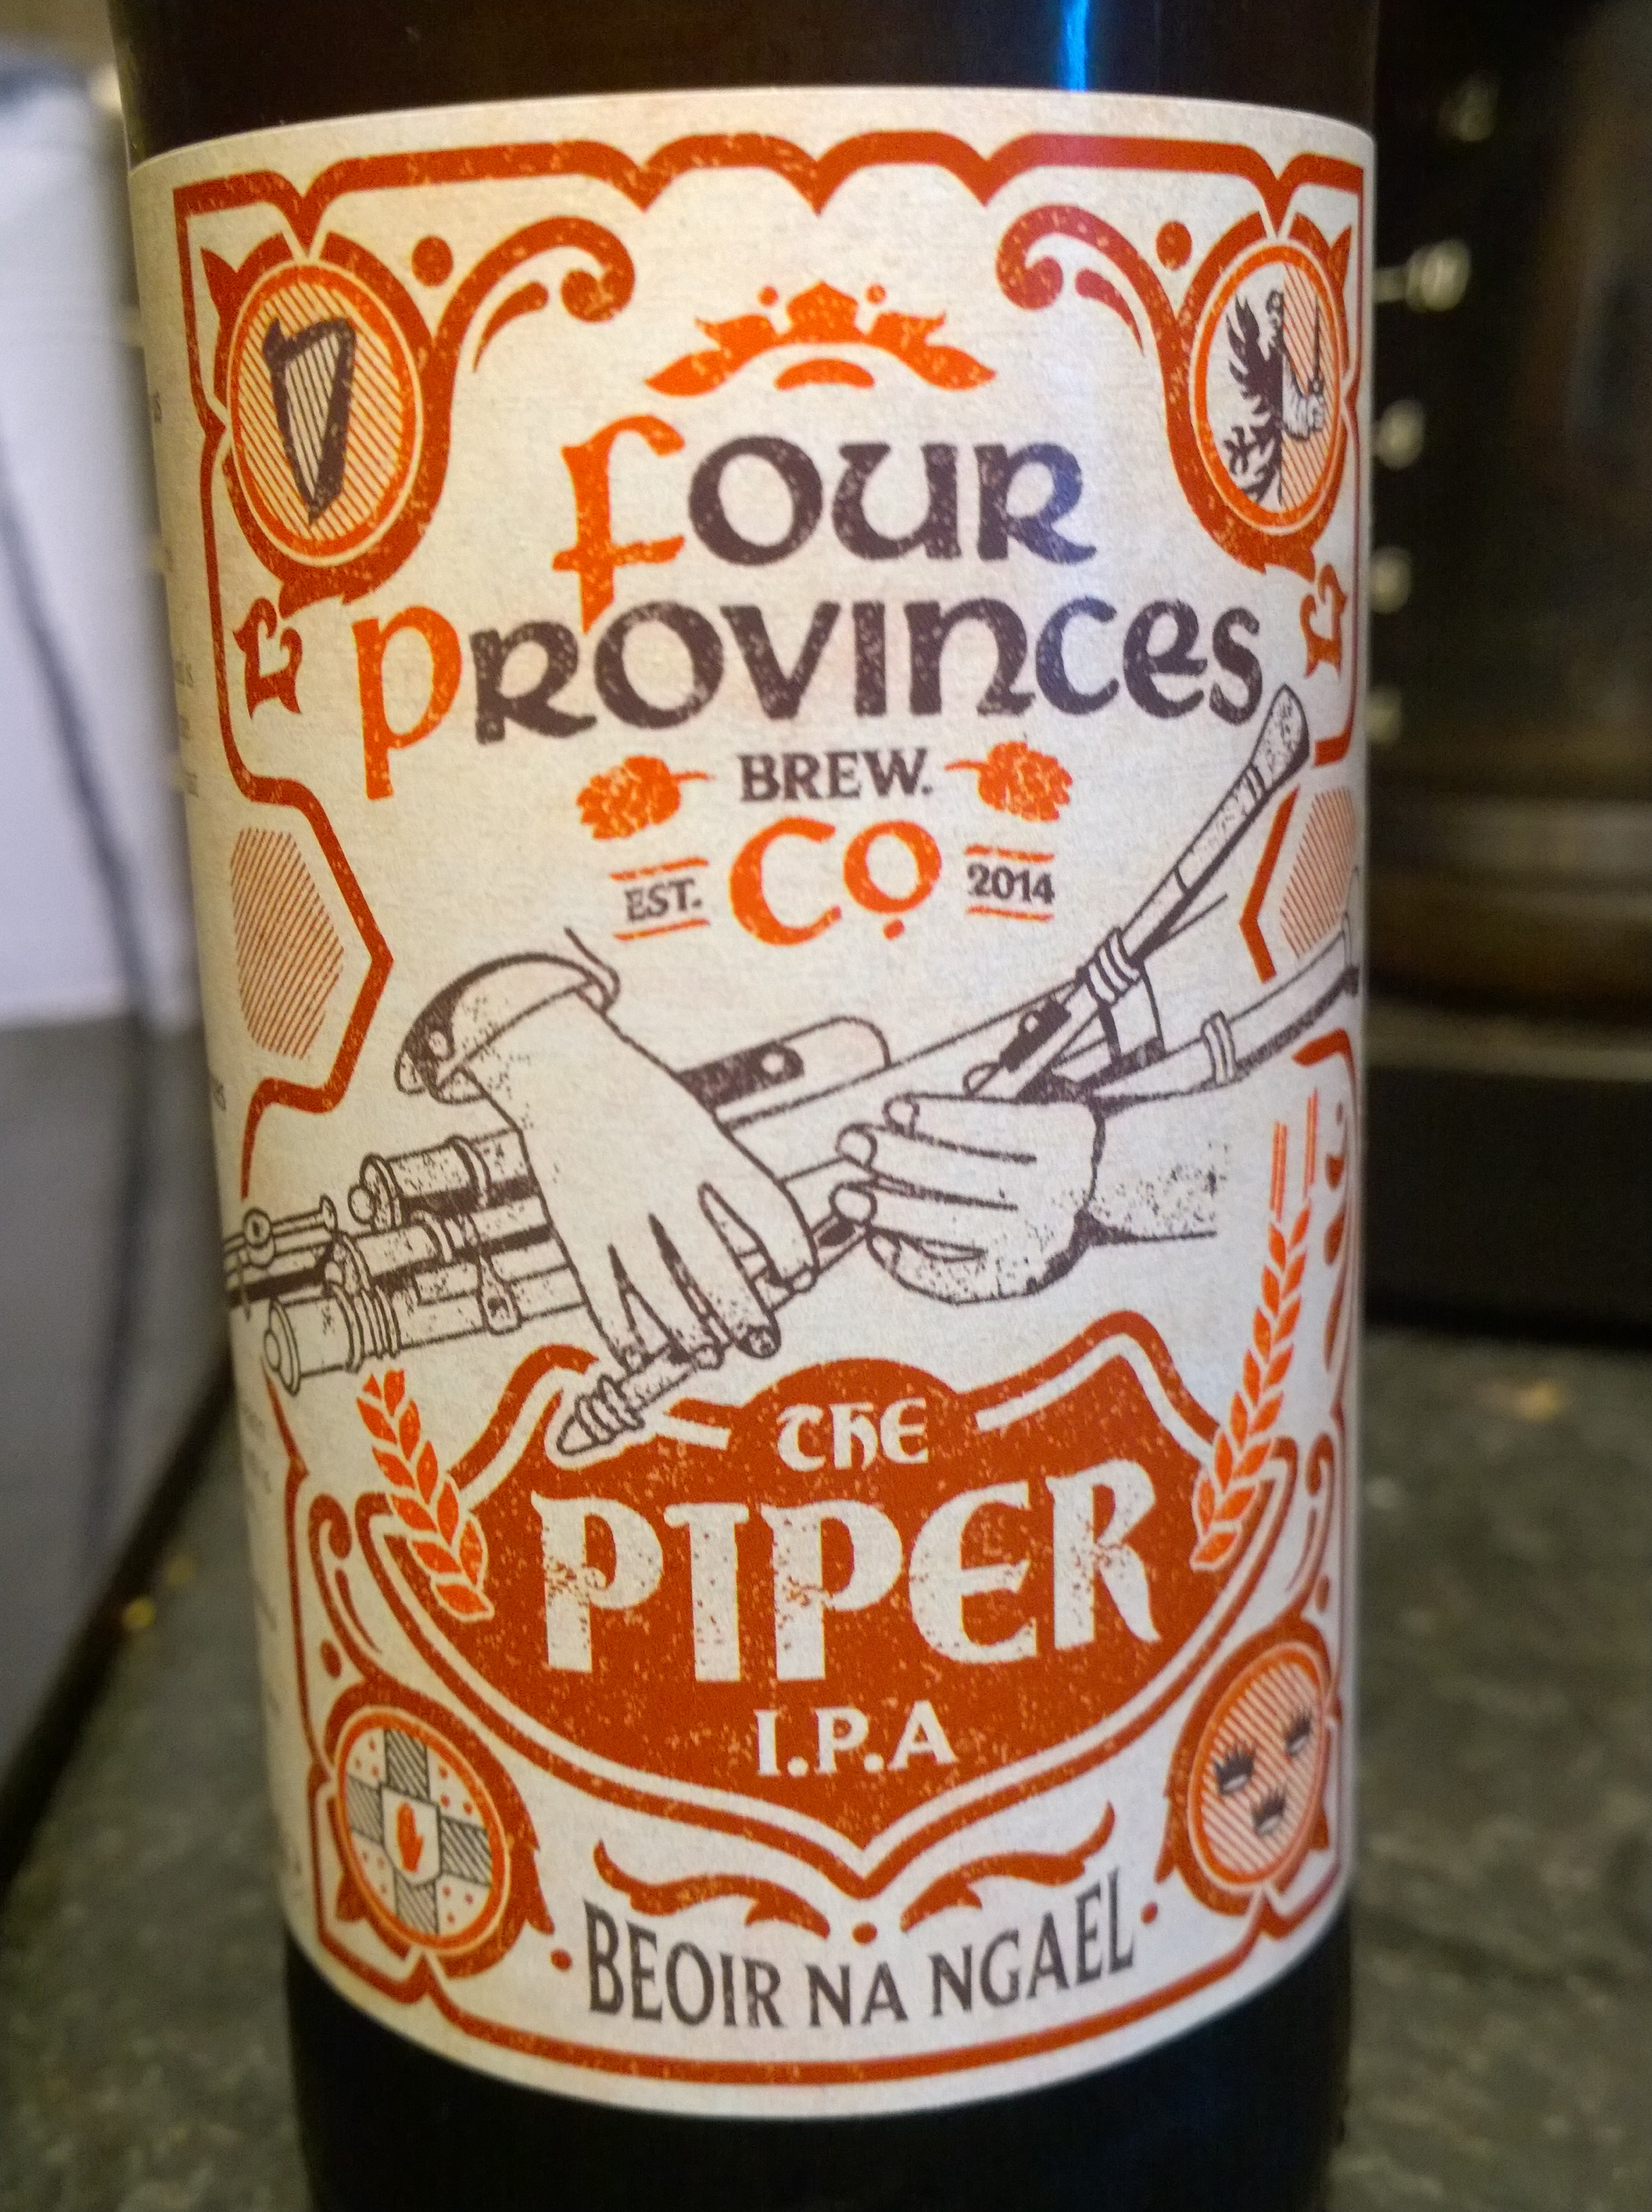 Four
Provinces
BREW.
Co
EST. 2014
THE
PIPER
I.P.A
BEOIR NA NGAEL